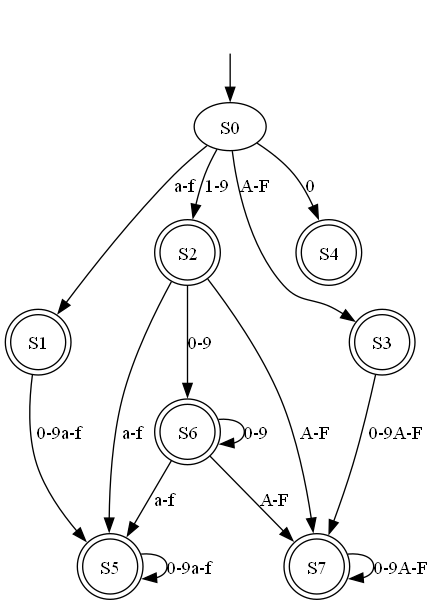 S0
a-f 1-9 A-F 0
S2 S4
S1 0-9 S3
0-9a-f a-f S6 0-9 A-F 0-9A-F
a-f A-F
S5 0-9a-f S7 0-9A-F